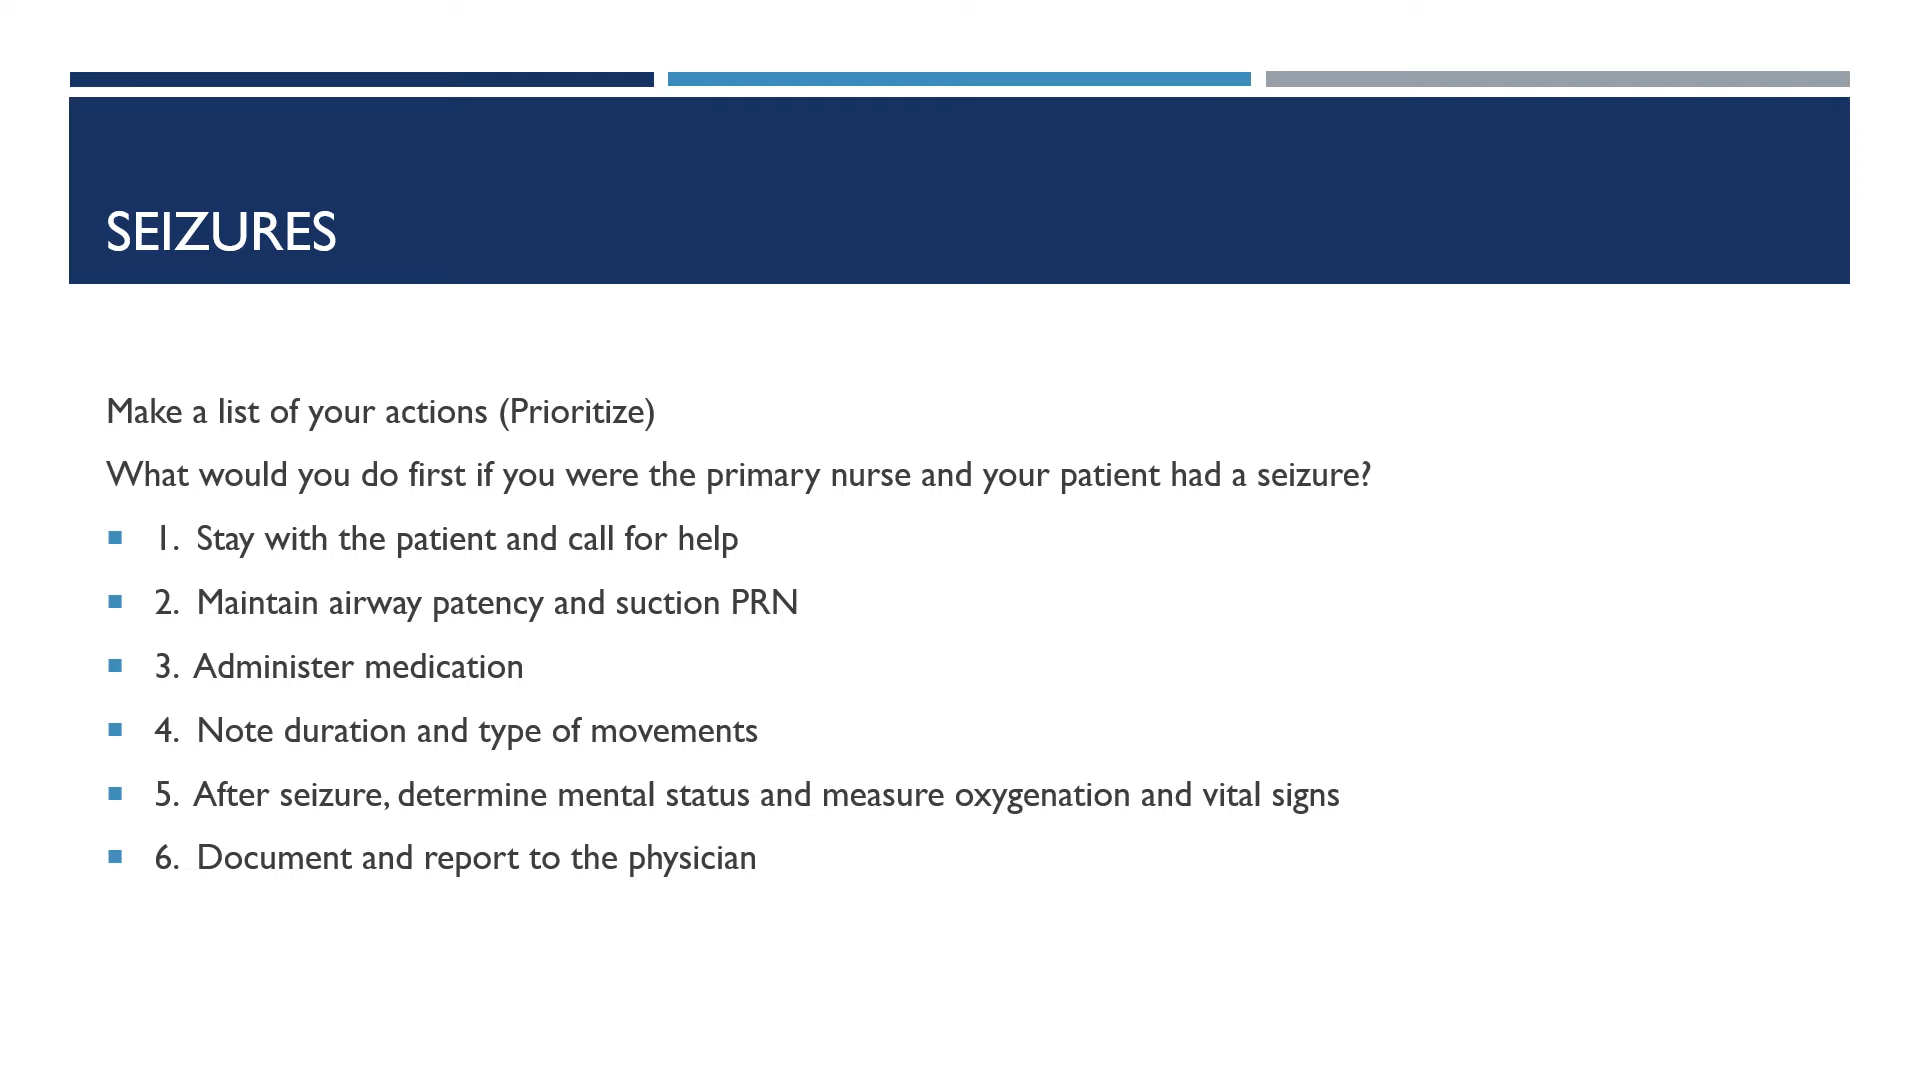 SEIZURES
Make a list of your actions (Prioritize)
What would you do first if you were the primary nurse and your patient had a seizure?
1. Stay with the patient and call for help
2. Maintain airway patency and suction PRN
3. Administer medication
4. Note duration and type of movements
5. After seizure, determine mental status and measure oxygenation and vital signs
6. Document and report to the physician